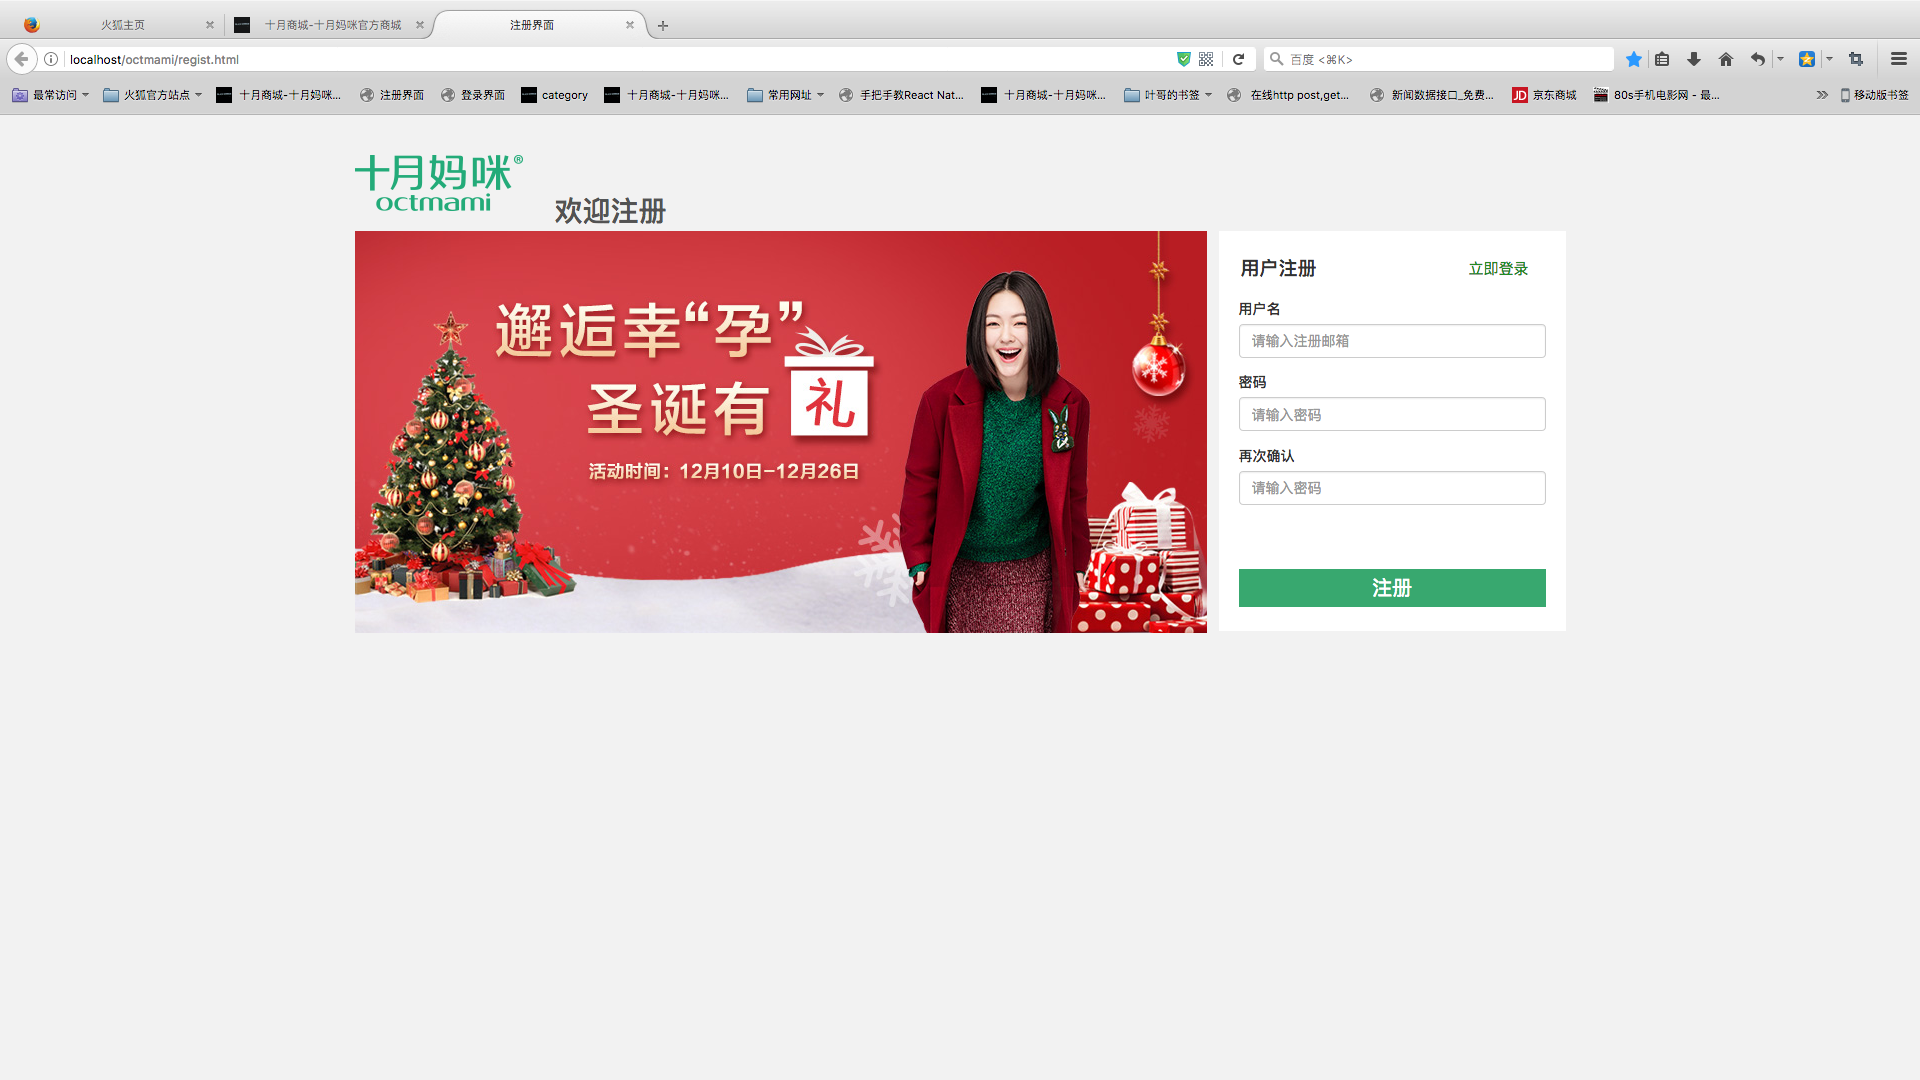 火狐主页
十月商城-十月妈咪官方商城
注册界面
localhost/octmami/regist.html
百度 <⌘K>
最常访问
火狐官方站点
十月商城-十月妈咪...
注册界面
登录界面
category
十月商城-十月妈咪...
常用网址
手把手教React Nat...
十月商城-十月妈咪...
叶哥的书签
在线http post,get...
新闻数据接口_免费...
JD 京东商城
80s手机电影网 - 最...
移动版书签
十月妈咪®
octmami
欢迎注册
邂逅幸“孕”
圣诞有礼
活动时间：12月10日-12月26日
用户注册
立即登录
用户名
请输入注册邮箱
密码
请输入密码
再次确认
请输入密码
注册